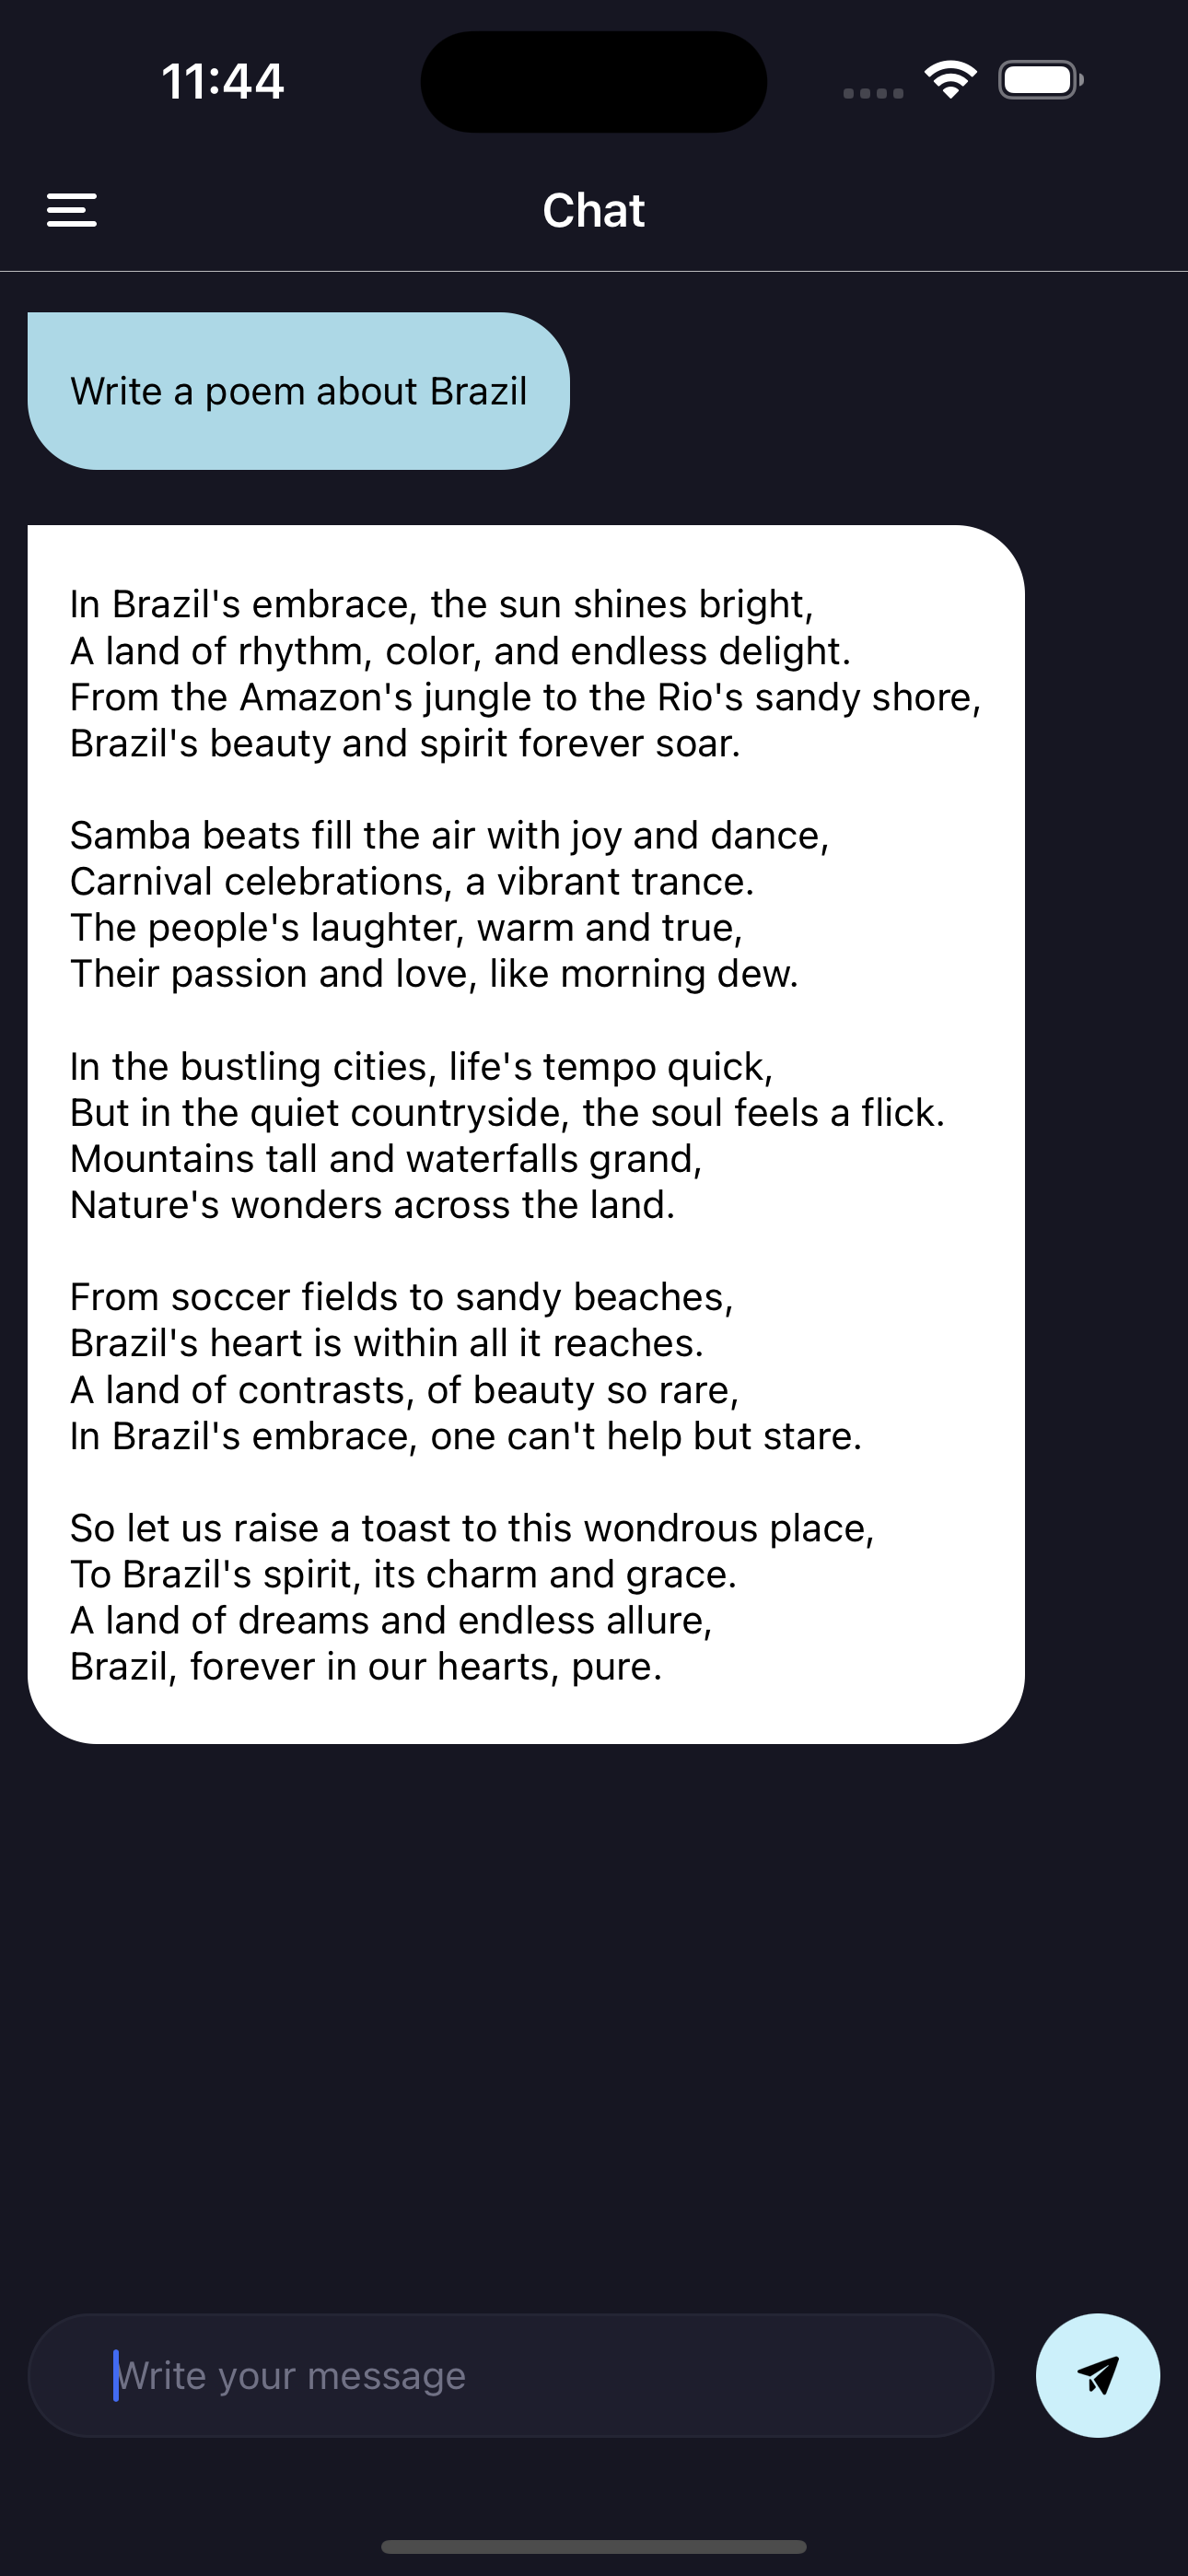 11:44
Chat
Write a poem about Brazil
In Brazil's embrace, the sun shines bright,
A land of rhythm, color, and endless delight.
From the Amazon's jungle to the Rio's sandy shore,
Brazil's beauty and spirit forever soar.
Samba beats fill the air with joy and dance,
Carnival celebrations, a vibrant trance.
The people's laughter, warm and true,
Their passion and love, like morning dew.
In the bustling cities, life's tempo quick,
But in the quiet countryside, the soul feels a flick.
Mountains tall and waterfalls grand,
Nature's wonders across the land.
From soccer fields to sandy beaches,
Brazil's heart is within all it reaches.
A land of contrasts, of beauty so rare,
In Brazil's embrace, one can't help but stare.
So let us raise a toast to this wondrous place,
To Brazil's spirit, its charm and grace.
A land of dreams and endless allure,
Brazil, forever in our hearts, pure.
Write your message